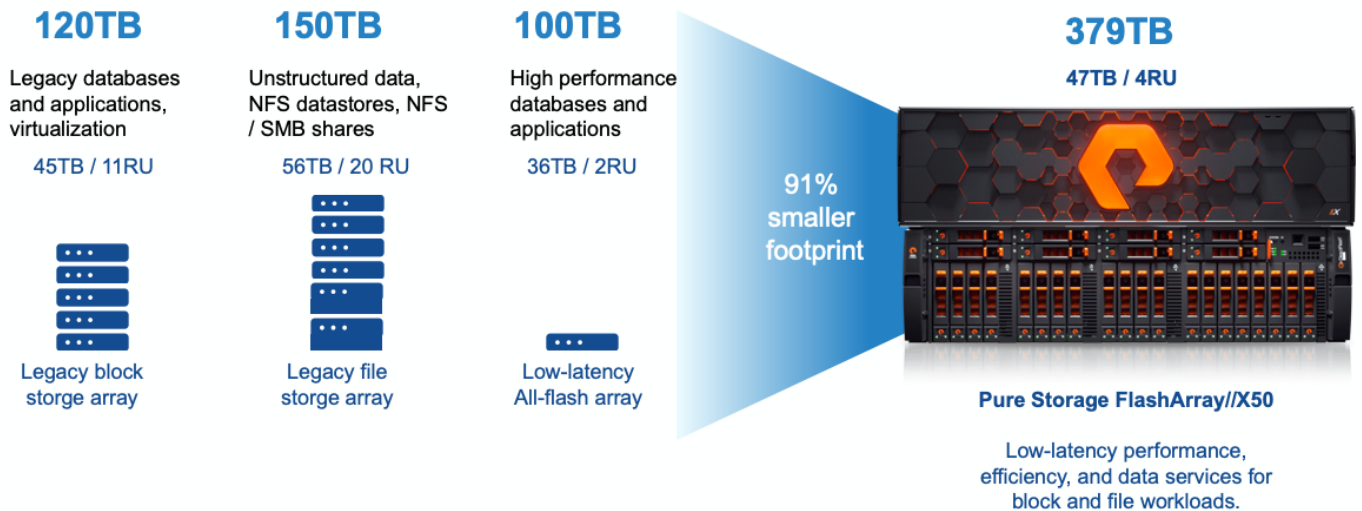 120TB
Legacy databases
and applications,
virtualization
45TB / 11RU
Legacy block
storge array
150TB
Unstructured data,
NFS datastores, NFS
/ SMB shares
56TB / 20 RU
Legacy file
storge array
100TB
High performance
databases and
applications
36TB / 2RU
Low-latency
All-flash array
91%
smaller
footprint
379TB
47TB / 4RU
Pure Storage FlashArray//X50
Low-latency performance,
efficiency, and data services for
block and file workloads.